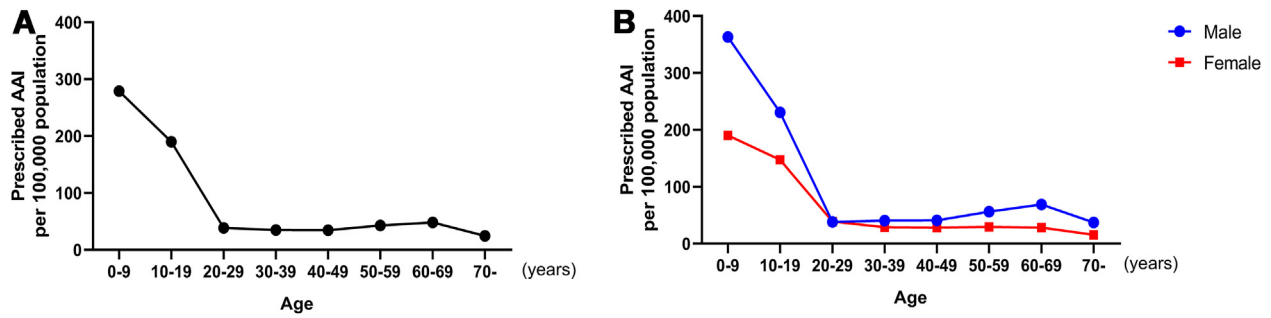 A
Prescribed AAI
per 100,000 population
400
300
200
100
0
0-9 10-19 20-29 30-39 40-49 50-59 60-69 70- (years)
Age
B
Prescribed AAI
per 100,000 population
400
300
200
100
0
0-9 10-19 20-29 30-39 40-49 50-59 60-69 70- (years)
Age
Male
Female